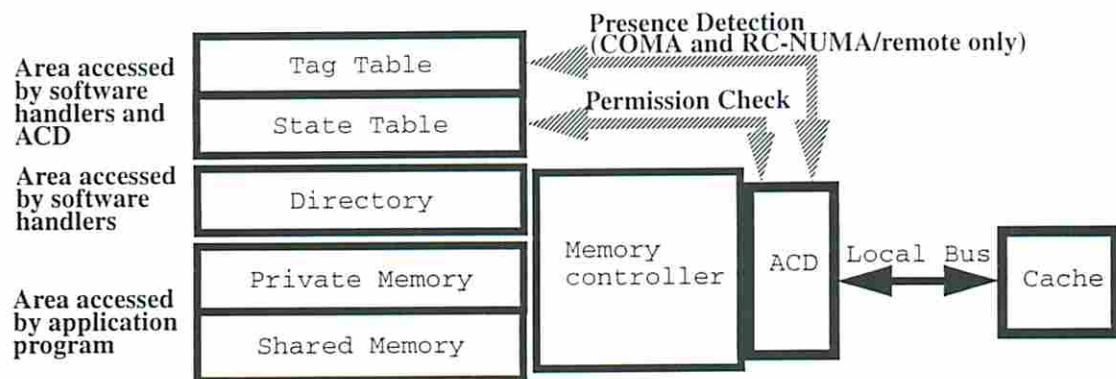 Presence Detection
(COMA and RC-NUMA/remote only)
Area accessed
by software
handlers and
ACD
Tag Table
Permission Check
State Table
Area accessed
by software
handlers
Directory
Memory
controller
ACD
Local Bus
Cache
Private Memory
Area accessed
by application
program
Shared Memory